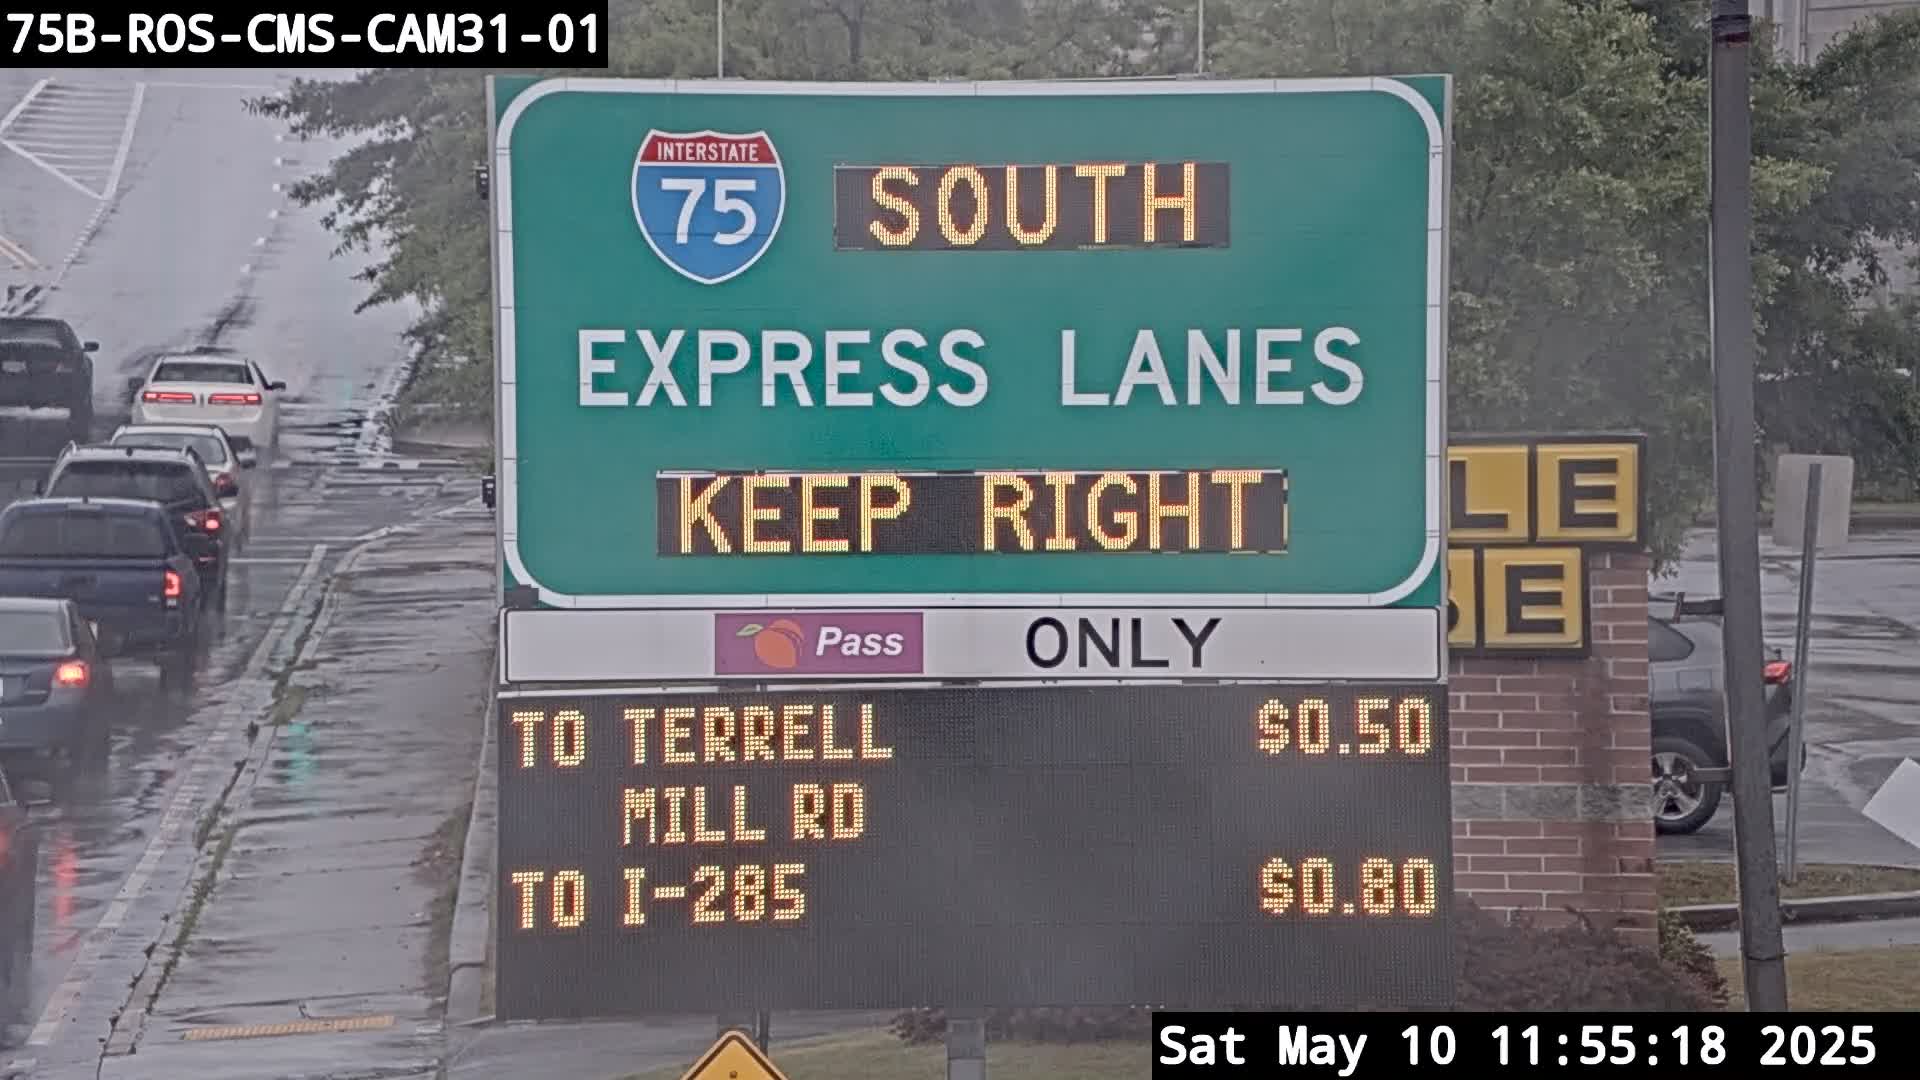 75B-ROS-CMS-CAM31-01
INTERSTATE
75
SOUTH
EXPRESS LANES
KEEP RIGHT
Pass ONLY
TO TERRELL $0.50
MILL RD
TO I-285 $0.80
LE
E
Sat May 10 11:55:18 2025